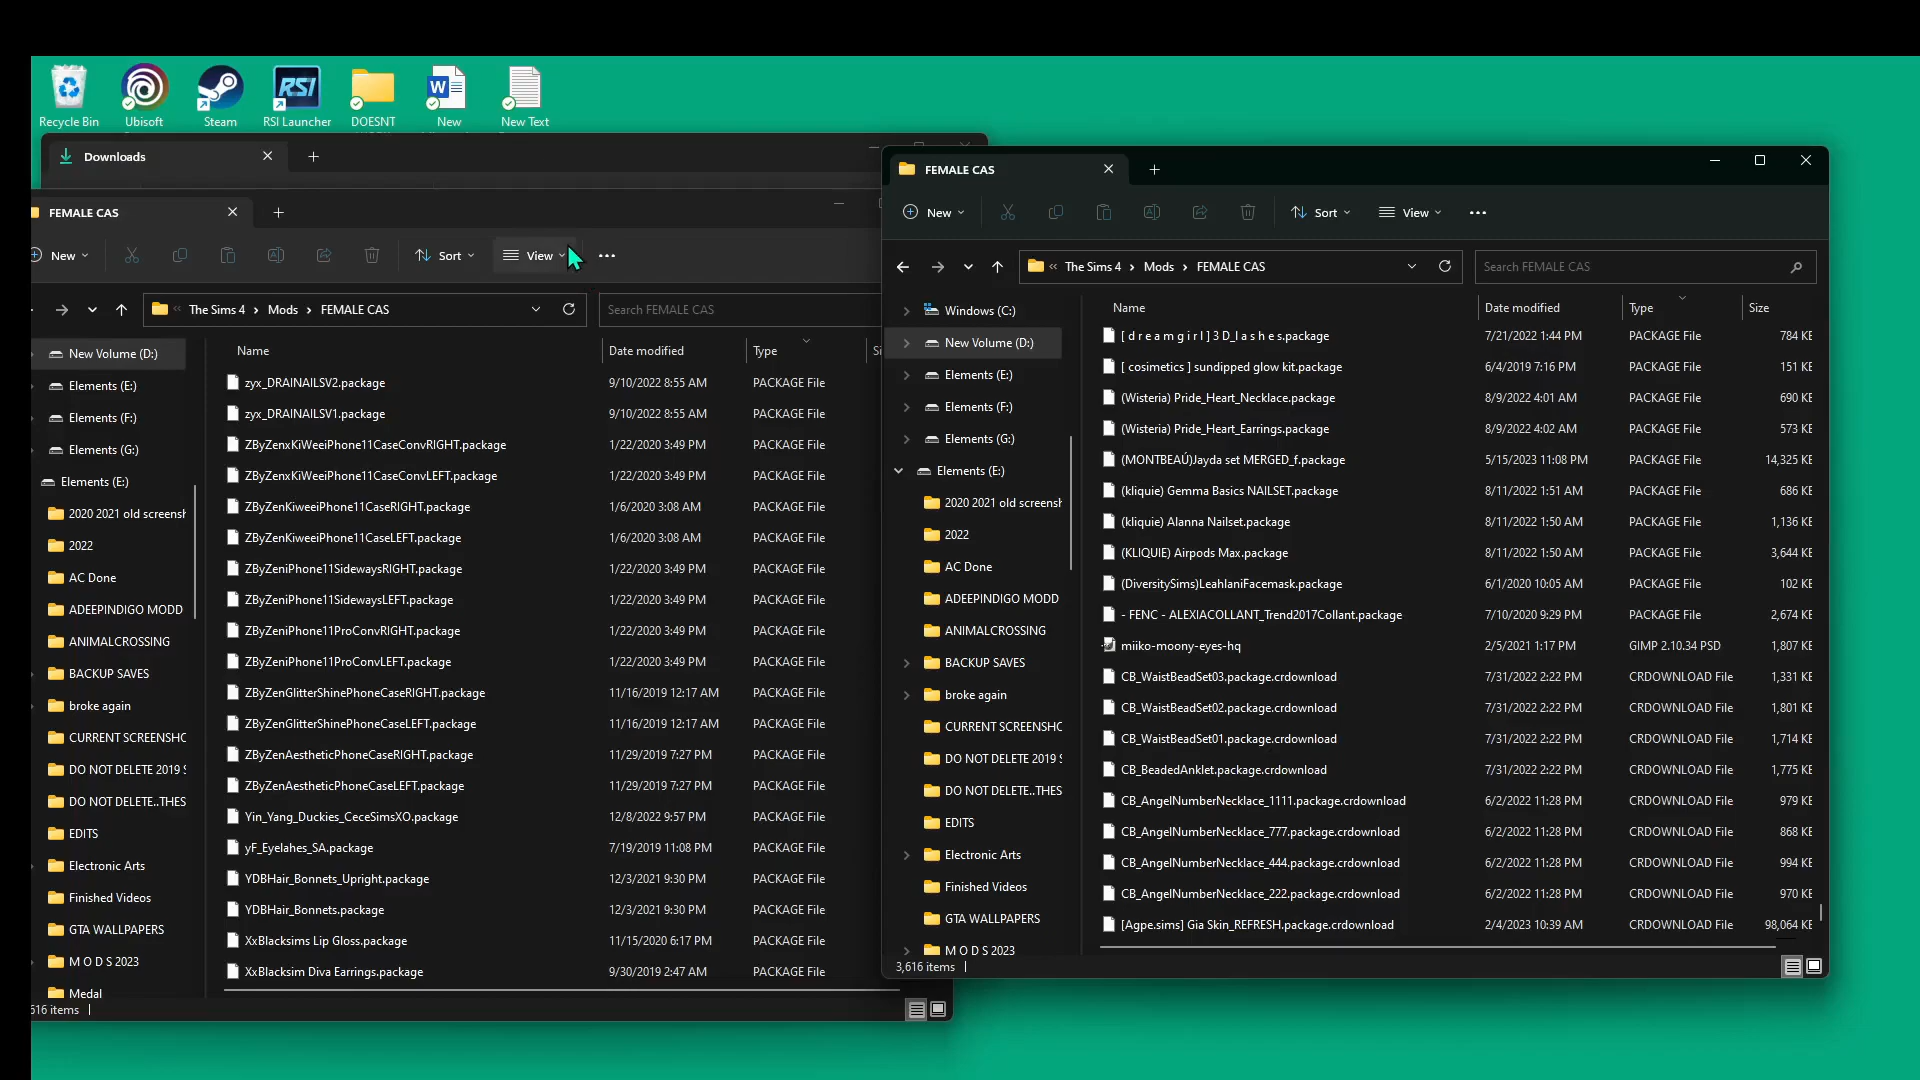 Recycle Bin
Ubisoft
Steam
RSI Launcher
DOESNT
New
New Text
Downloads
FEMALE CAS
New
Sort
View
The Sims 4 › Mods › FEMALE CAS
Search FEMALE CAS
New Volume (D:)
Elements (E:)
Elements (F:)
Elements (G:)
Elements (E:)
2020 2021 old screensh
2022
AC Done
ADEEPINDIGO MODD
ANIMALCROSSING
BACKUP SAVES
broke again
CURRENT SCREENSHC
DO NOT DELETE 2019 S
DO NOT DELETE..THES
EDITS
Electronic Arts
Finished Videos
GTA WALLPAPERS
M O D S 2023
Medal
Name Date modified Type Si
zyx_DRAINAILSV2.package 9/10/2022 8:55 AM PACKAGE File
zyx_DRAINAILSV1.package 9/10/2022 8:55 AM PACKAGE File
ZByZenxKiWeeiPhone11CaseConvRIGHT.package 1/22/2020 3:49 PM PACKAGE File
ZByZenxKiWeeiPhone11CaseConvLEFT.package 1/22/2020 3:49 PM PACKAGE File
ZByZenKiweeiPhone11CaseRIGHT.package 1/6/2020 3:08 AM PACKAGE File
ZByZenKiweeiPhone11CaseLEFT.package 1/6/2020 3:08 AM PACKAGE File
ZByZeniPhone11SidewaysRIGHT.package 1/22/2020 3:49 PM PACKAGE File
ZByZeniPhone11SidewaysLEFT.package 1/22/2020 3:49 PM PACKAGE File
ZByZeniPhone11ProConvRIGHT.package 1/22/2020 3:49 PM PACKAGE File
ZByZeniPhone11ProConvLEFT.package 1/22/2020 3:49 PM PACKAGE File
ZByZenGlitterShinePhoneCaseRIGHT.package 11/16/2019 12:17 AM PACKAGE File
ZByZenGlitterShinePhoneCaseLEFT.package 11/16/2019 12:17 AM PACKAGE File
ZByZenAestheticPhoneCaseRIGHT.package 11/29/2019 7:27 PM PACKAGE File
ZByZenAestheticPhoneCaseLEFT.package 11/29/2019 7:27 PM PACKAGE File
Yin_Yang_Duckies_CeceSimsXO.package 12/8/2022 9:57 PM PACKAGE File
yF_Eyelahes_SA.package 7/19/2019 11:08 PM PACKAGE File
YDBHair_Bonnets_Upright.package 12/3/2021 9:30 PM PACKAGE File
YDBHair_Bonnets.package 12/3/2021 9:30 PM PACKAGE File
XxBlacksims Lip Gloss.package 11/15/2020 6:17 PM PACKAGE File
XxBlacksim Diva Earrings.package 9/30/2019 2:47 AM PACKAGE File
616 items
FEMALE CAS
New
Sort
View
The Sims 4 › Mods › FEMALE CAS
Search FEMALE CAS
Windows (C:)
New Volume (D:)
Elements (E:)
Elements (F:)
Elements (G:)
Elements (E:)
2020 2021 old screensh
2022
AC Done
ADEEPINDIGO MODD
ANIMALCROSSING
BACKUP SAVES
broke again
CURRENT SCREENSHC
DO NOT DELETE 2019 S
DO NOT DELETE..THES
EDITS
Electronic Arts
Finished Videos
GTA WALLPAPERS
M O D S 2023
Name Date modified Type Size
[ d r e a m g i r l ] 3 D_l a s h e s.package 7/21/2022 1:44 PM PACKAGE File 784 KE
[ cosimetics ] sundipped glow kit.package 6/4/2019 7:16 PM PACKAGE File 151 KE
(Wisteria) Pride_Heart_Necklace.package 8/9/2022 4:01 AM PACKAGE File 690 KE
(Wisteria) Pride_Heart_Earrings.package 8/9/2022 4:02 AM PACKAGE File 573 KE
(MONTBEAÚ)Jayda set MERGED_f.package 5/15/2023 11:08 PM PACKAGE File 14,325 KE
(kliquie) Gemma Basics NAILSET.package 8/11/2022 1:51 AM PACKAGE File 686 KE
(kliquie) Alanna Nailset.package 8/11/2022 1:50 AM PACKAGE File 1,136 KE
(KLIQUIE) Airpods Max.package 8/11/2022 1:50 AM PACKAGE File 3,644 KE
(DiversitySims)LeahlaniFacemask.package 6/1/2020 10:05 AM PACKAGE File 102 KE
- FENC - ALEXIACOLLANT_Trend2017Collant.package 7/10/2020 9:29 PM PACKAGE File 2,674 KE
miiko-moony-eyes-hq 2/5/2021 1:17 PM GIMP 2.10.34 PSD 1,807 KE
CB_WaistBeadSet03.package.crdownload 7/31/2022 2:22 PM CRDOWNLOAD File 1,331 KE
CB_WaistBeadSet02.package.crdownload 7/31/2022 2:22 PM CRDOWNLOAD File 1,801 KE
CB_WaistBeadSet01.package.crdownload 7/31/2022 2:22 PM CRDOWNLOAD File 1,714 KE
CB_BeadedAnklet.package.crdownload 7/31/2022 2:22 PM CRDOWNLOAD File 1,775 KE
CB_AngelNumberNecklace_1111.package.crdownload 6/2/2022 11:28 PM CRDOWNLOAD File 979 KE
CB_AngelNumberNecklace_777.package.crdownload 6/2/2022 11:28 PM CRDOWNLOAD File 868 KE
CB_AngelNumberNecklace_444.package.crdownload 6/2/2022 11:28 PM CRDOWNLOAD File 994 KE
CB_AngelNumberNecklace_222.package.crdownload 6/2/2022 11:28 PM CRDOWNLOAD File 970 KE
[Agpe.sims] Gia Skin_REFRESH.package.crdownload 2/4/2023 10:39 AM CRDOWNLOAD File 98,064 KE
3,616 items